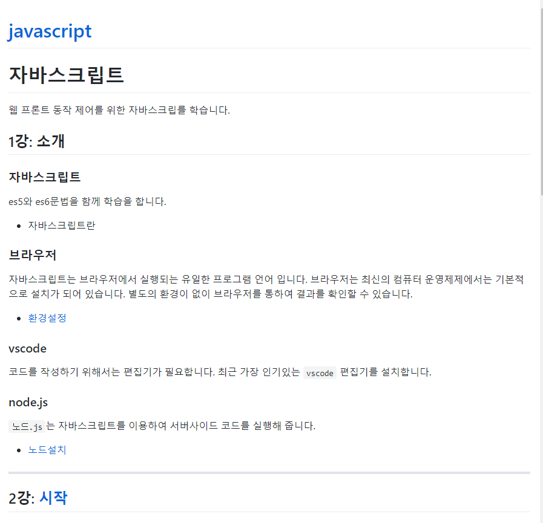 javascript
자바스크립트
웹 프론트 동작 제어를 위한 자바스크립를 학습니다.
1강: 소개
자바스크립트
es5와 es6문법을 함께 학습을 합니다.
자바스크립트란
브라우저
자바스크립트는 브라우저에서 실행되는 유일한 프로그램 언어 입니다. 브라우저는 최신의 컴퓨터 운영제제에서는 기본적
으로 설치가 되어 있습니다. 별도의 환경이 없이 브라우저를 통하여 결과를 확인할 수 있습니다.
환경설정
vscode
코드를 작성하기 위해서는 편집기가 필요합니다. 최근 가장 인기있는 vscode 편집기를 설치합니다.
node.js
노드.js 는 자바스크립트를 이용하여 서버사이드 코드를 실행해 줍니다.
노드설치
2강: 시작